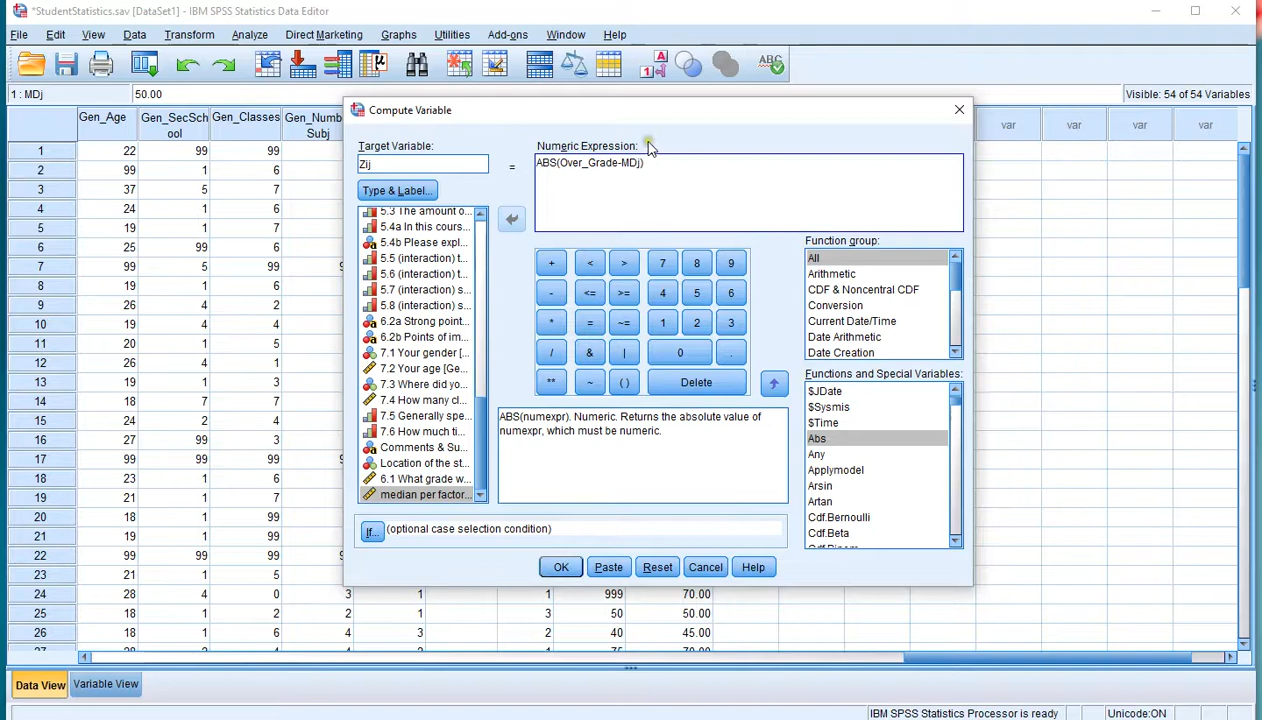 *StudentStatistics.sav [DataSet1] - IBM SPSS Statistics Data Editor
File Edit View Data Transform Analyze Direct Marketing Graphs Utilities Add-ons Window Help
1 : MDj 50.00 Visible: 54 of 54 Variables
Gen_Age Gen_SecSchool Gen_Classes Gen_Numb Subj var var var var
1 22 99 99
2 99 1 6
3 37 5 7
4 24 1 6
5 19 1 7
6 25 99 6
7 99 5 99 9
8 19 1 6
9 26 4 2
10 19 4 4
11 20 1 5
12 26 4 1
13 19 1 3
14 18 7 7
15 24 2 4
16 27 99 3
17 99 99 99 9
18 23 1 6
19 21 1 7
20 18 1 99
21 19 1 7
22 99 99 99 9
23 21 1 5
24 28 4 0 3 1 1 999 70.00
25 18 1 2 2 1 3 50 50.00
26 18 1 6 4 3 2 40 45.00
Compute Variable
Target Variable:
Zij
=
Numeric Expression:
ABS(Over_Grade-MDj)
Type & Label...
5.3 The amount o...
5.4a In this cours...
5.4b Please expl...
5.5 (interaction) t...
5.6 (interaction) t...
5.7 (interaction) s...
5.8 (interaction) s...
6.2a Strong point...
6.2b Points of im...
7.1 Your gender [...
7.2 Your age [Ge...
7.3 Where did yo...
7.4 How many cl...
7.5 Generally spe...
7.6 How much ti...
Comments & Su...
Location of the st...
6.1 What grade w...
median per factor...
+ < > 7 8 9
- <= >= 4 5 6
* = ~= 1 2 3
/ & | 0 .
** ~ ( ) Delete
ABS(numexpr). Numeric. Returns the absolute value of
numexpr, which must be numeric.
Function group:
All
Arithmetic
CDF & Noncentral CDF
Conversion
Current Date/Time
Date Arithmetic
Date Creation
Functions and Special Variables:
$JDate
$Sysmis
$Time
Abs
Any
Applymodel
Arsin
Artan
Cdf.Bernoulli
Cdf.Beta
If... (optional case selection condition)
OK Paste Reset Cancel Help
Data View Variable View
IBM SPSS Statistics Processor is ready Unicode:ON